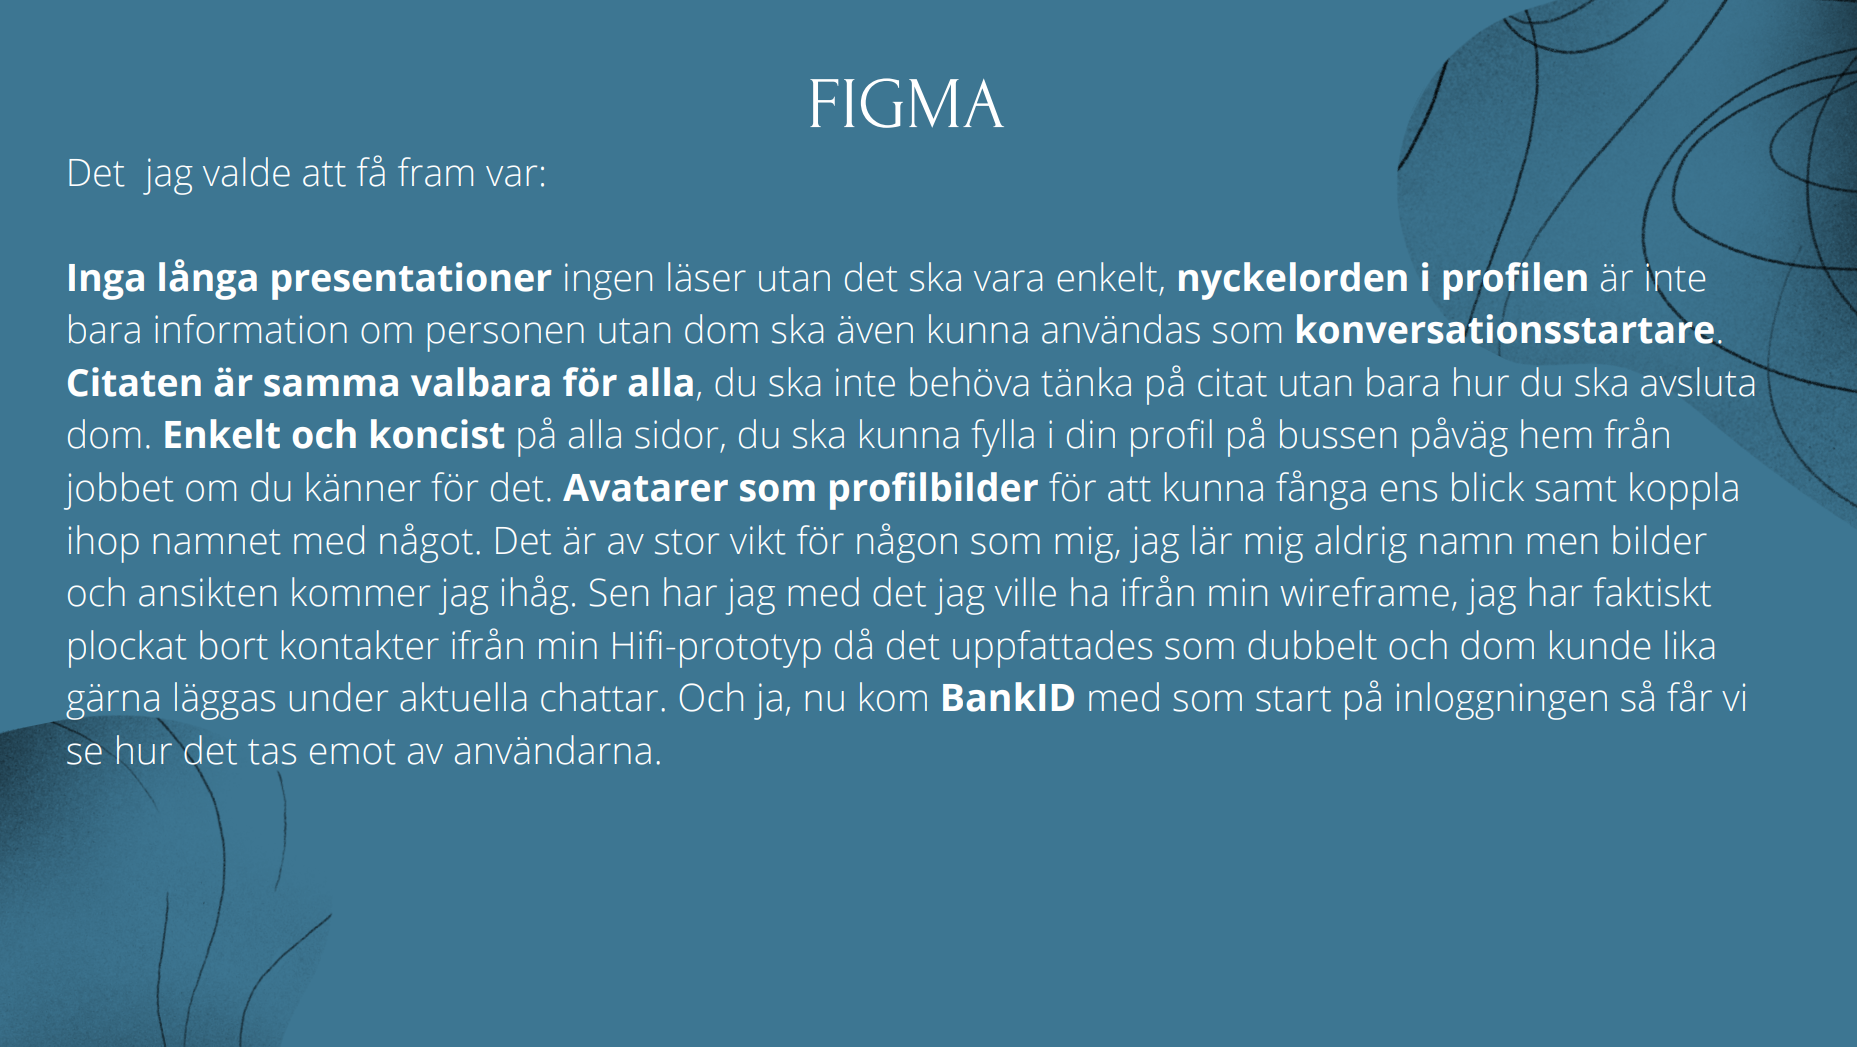 FIGMA
Det  jag valde att få fram var:
Inga långa presentationer ingen läser utan det ska vara enkelt, nyckelorden i profilen är inte
bara information om personen utan dom ska även kunna användas som konversationsstartare.
Citaten är samma valbara för alla, du ska inte behöva tänka på citat utan bara hur du ska avsluta
dom. Enkelt och koncist på alla sidor, du ska kunna fylla i din profil på bussen påväg hem från
jobbet om du känner för det. Avatarer som profilbilder för att kunna fånga ens blick samt koppla
ihop namnet med något. Det är av stor vikt för någon som mig, jag lär mig aldrig namn men bilder
och ansikten kommer jag ihåg. Sen har jag med det jag ville ha ifrån min wireframe, jag har faktiskt
plockat bort kontakter ifrån min Hifi-prototyp då det uppfattades som dubbelt och dom kunde lika
gärna läggas under aktuella chattar. Och ja, nu kom BankID med som start på inloggningen så får vi
se hur det tas emot av användarna.